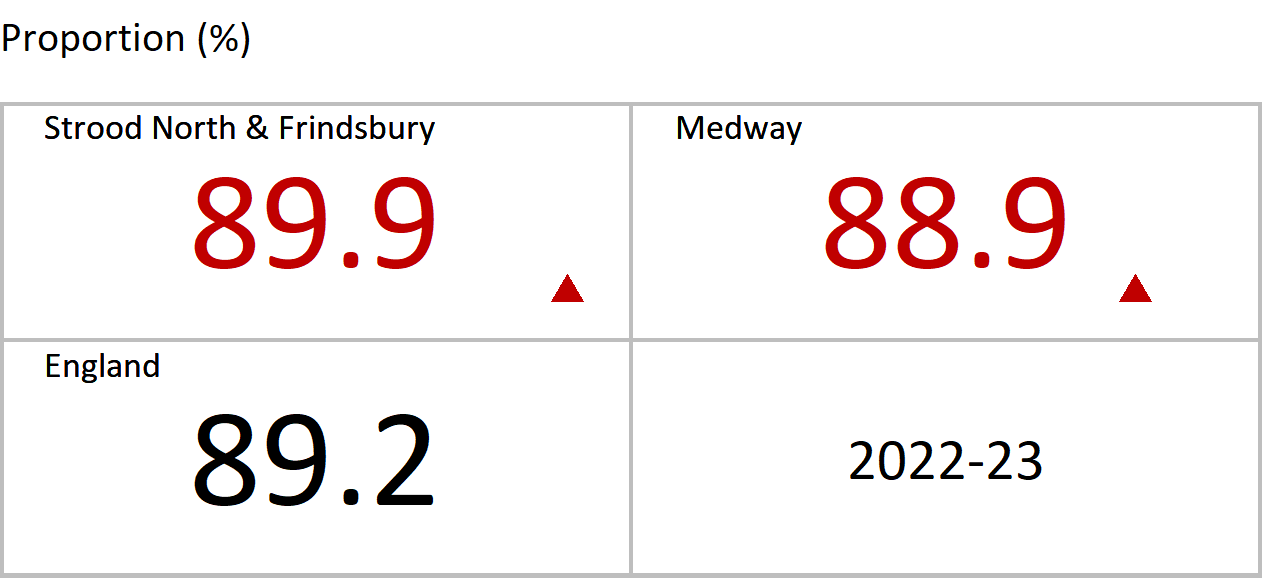 Proportion (%)
Strood North & Frindsbury
89.9
Medway
88.9
England
89.2
2022-23